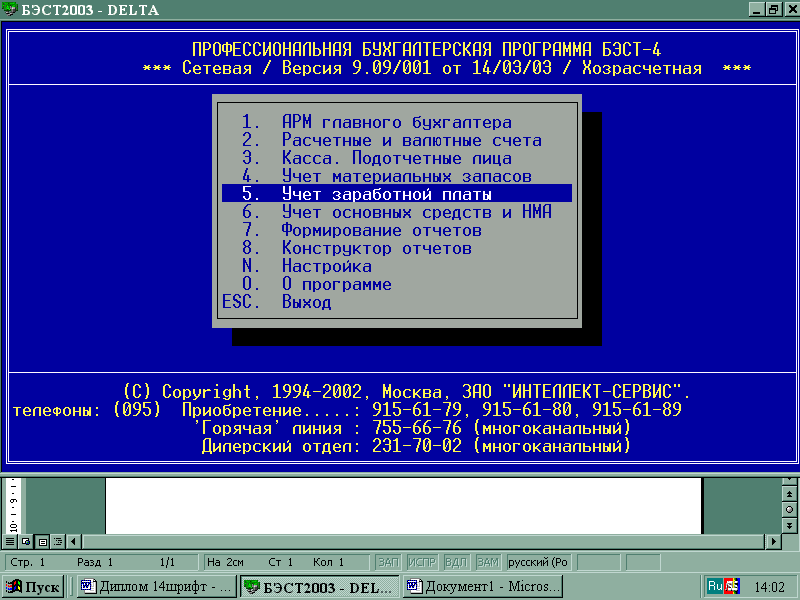 БЭСТ2003 - DELTA
ПРОФЕССИОНАЛЬНАЯ БУХГАЛТЕРСКАЯ ПРОГРАММА БЭСТ-4
*** Сетевая / Версия 9.09/001 от 14/03/03 / Хозрасчетная ***
1. АРМ главного бухгалтера
2. Расчетные и валютные счета
3. Касса. Подотчетные лица
4. Учет материальных запасов
5. Учет заработной платы
6. Учет основных средств и НМА
7. Формирование отчетов
8. Конструктор отчетов
N. Настройка
O. О программе
ESC. Выход
(C) Copyright, 1994-2002, Москва, ЗАО "ИНТЕЛЛЕКТ-СЕРВИС".
телефоны: (095) Приобретение.....: 915-61-79, 915-61-80, 915-61-89
'Горячая' линия : 755-66-76 (многоканальный)
Дилерский отдел: 231-70-02 (многоканальный)
Стр. 1 Разд 1 1/1 На 2см Ст 1 Кол 1 ЗАП ИСПР ВДЛ ЗАМ русский (Ро
Пуск Диплом 14шрифт - ... БЭСТ2003 - DEL... Документ1 - Micros... Ru 14:02